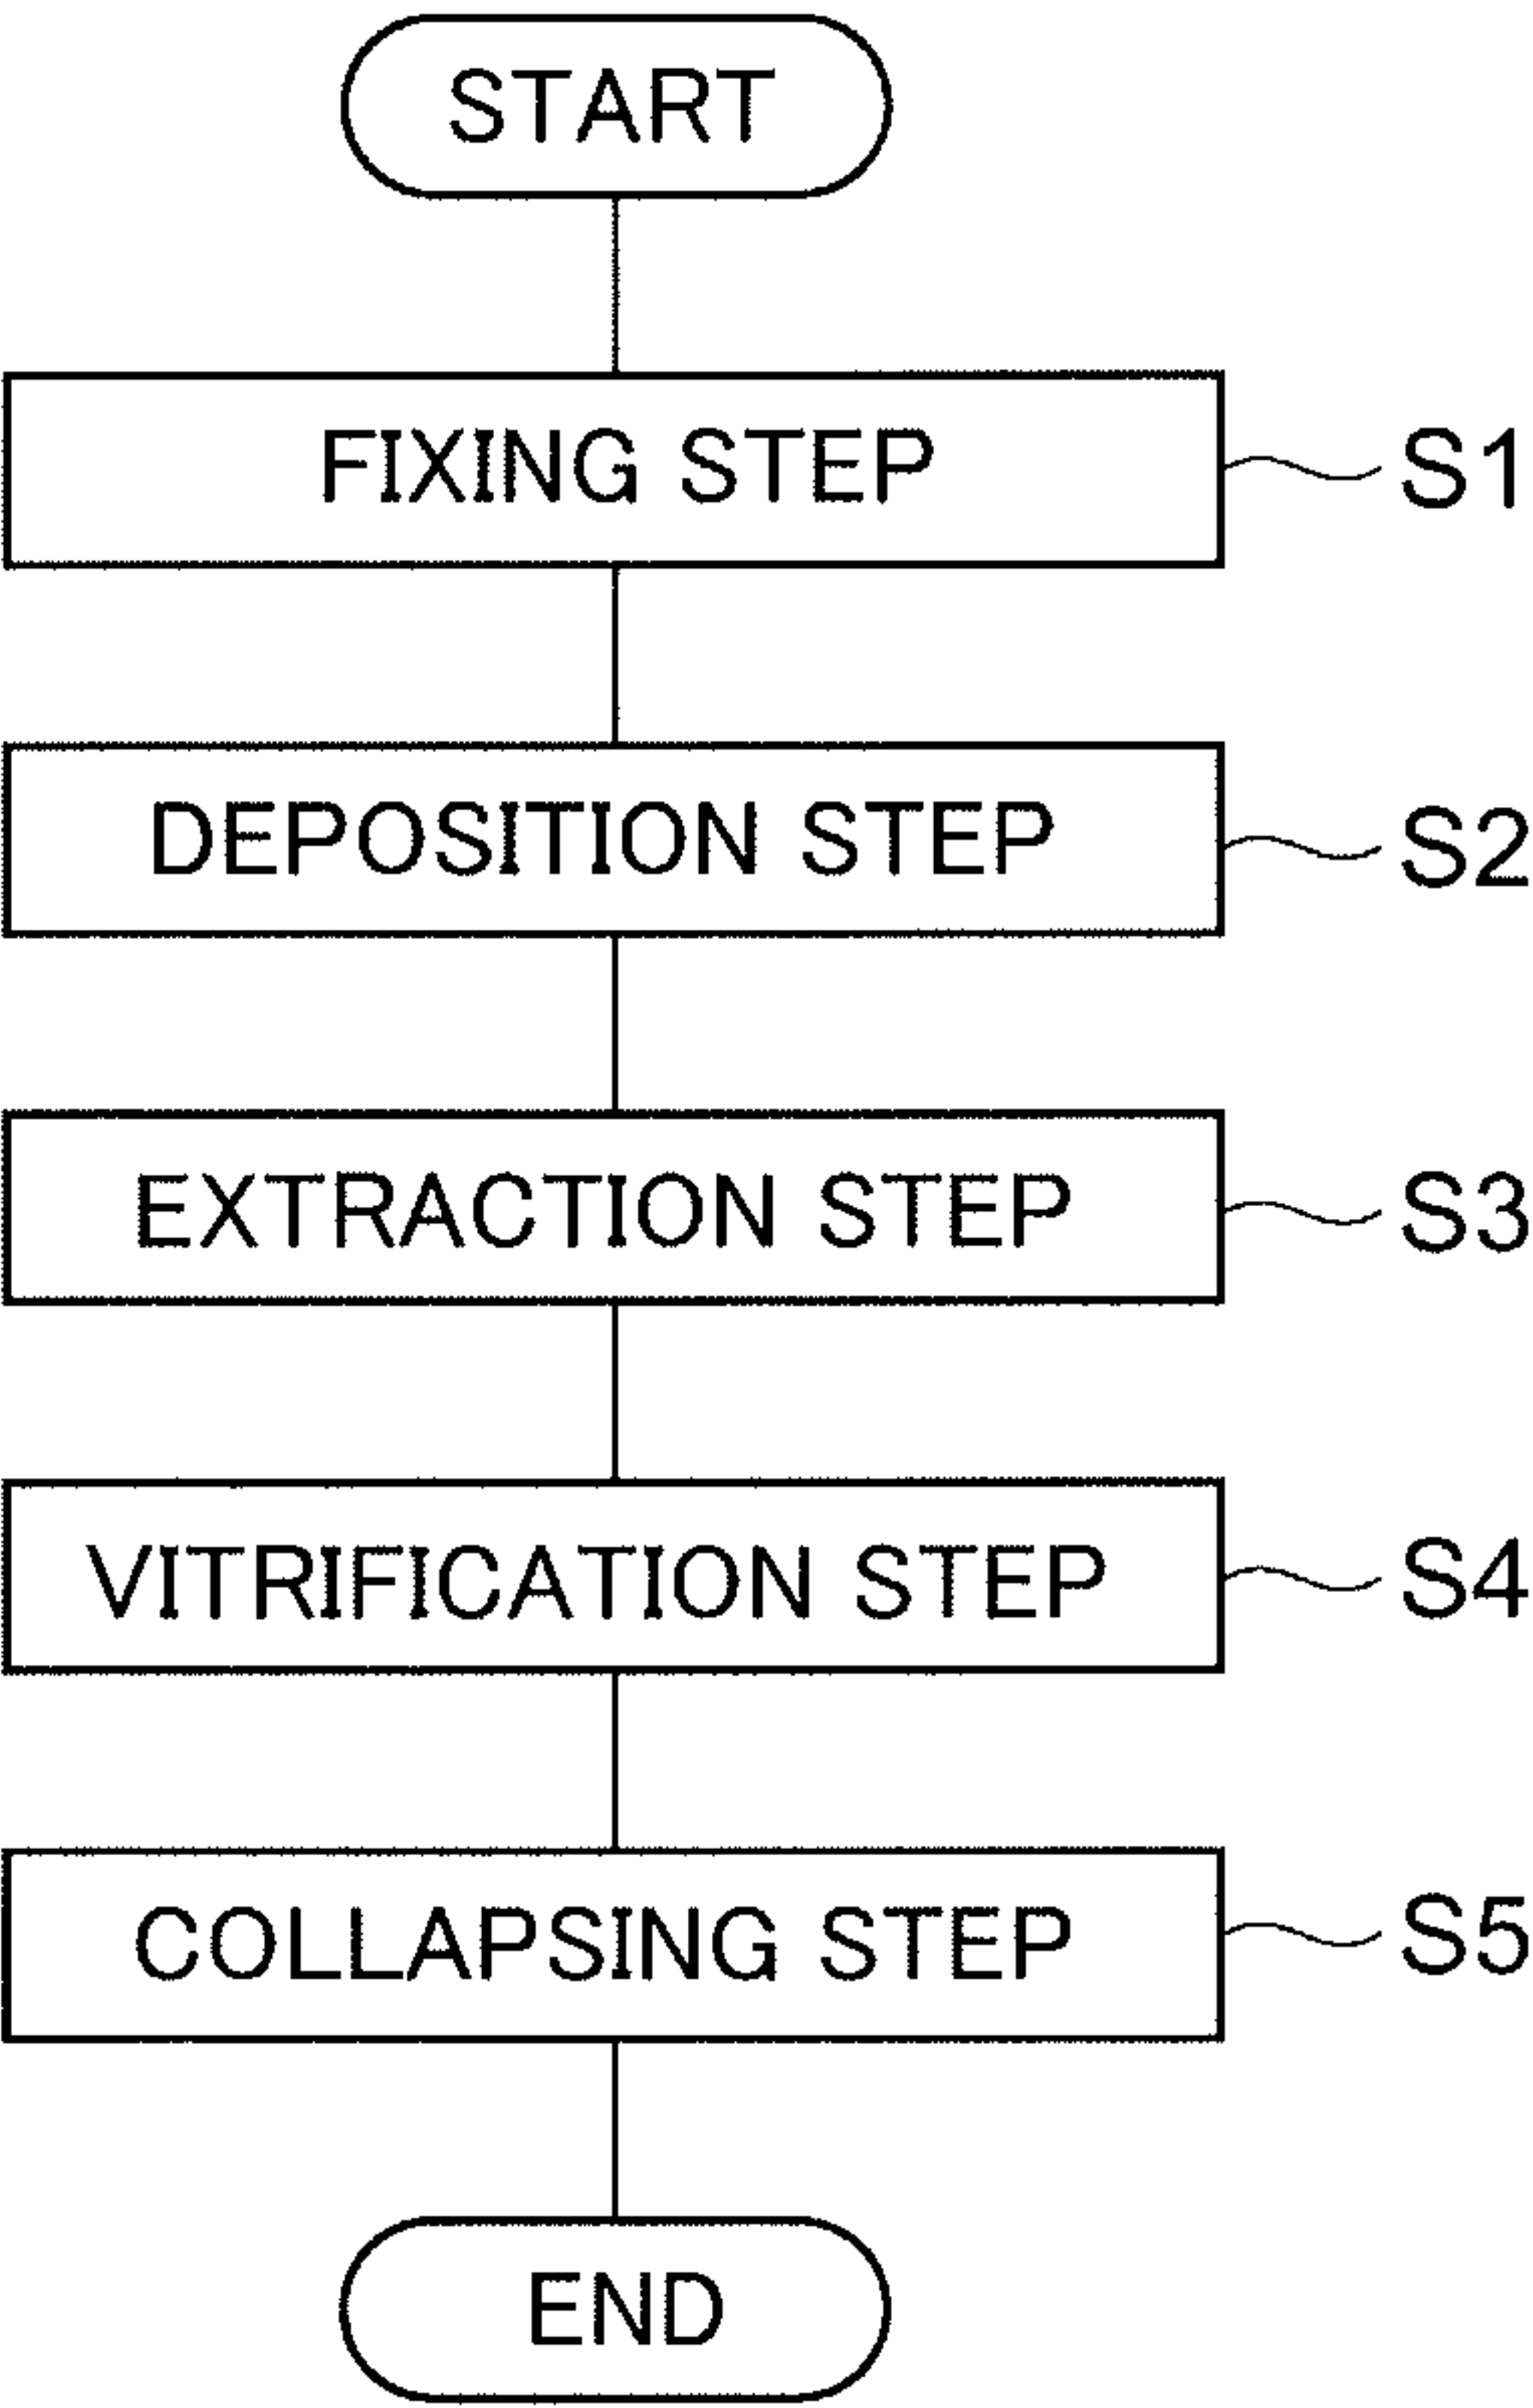 START
FIXING STEP S1
DEPOSITION STEP S2
EXTRACTION STEP S3
VITRIFICATION STEP S4
COLLAPSING STEP S5
END